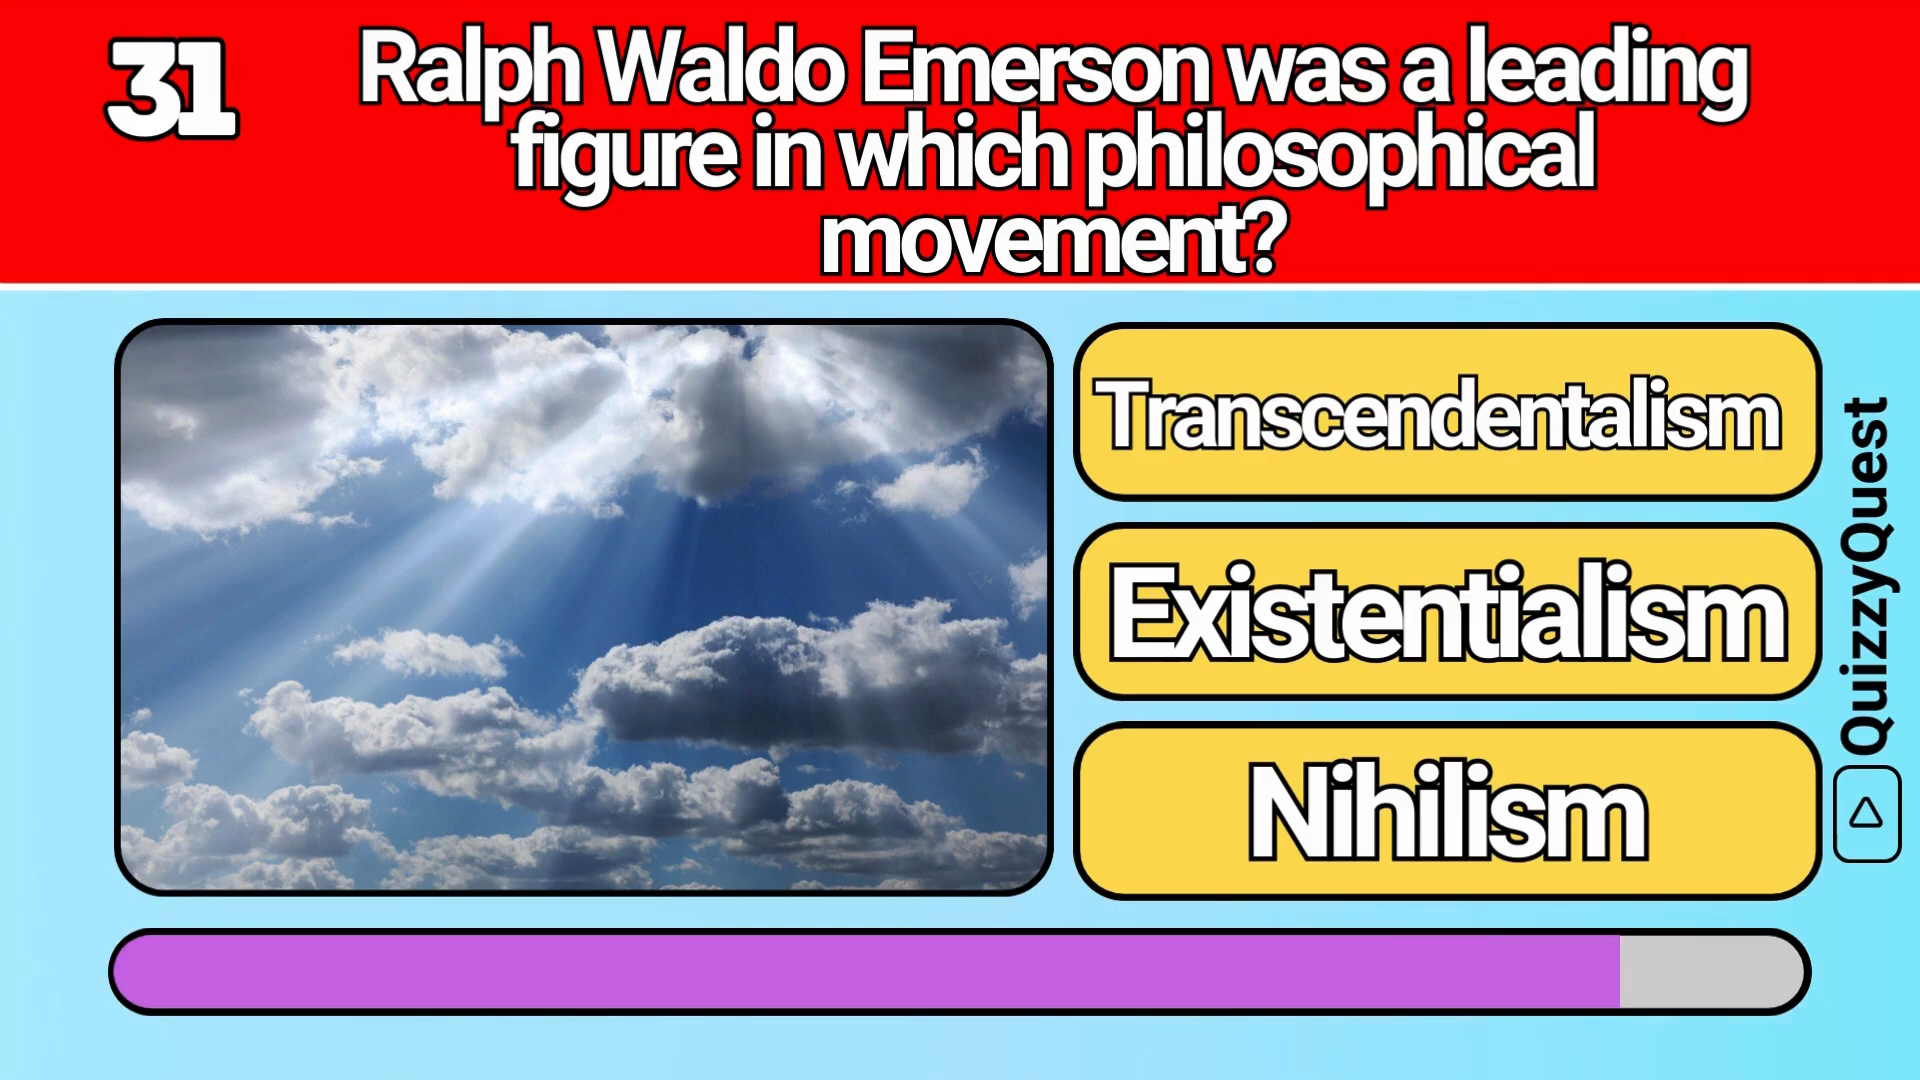 31
Ralph Waldo Emerson was a leading
figure in which philosophical
movement?
Transcendentalism
Existentialism
Nihilism
QuizzyQuest